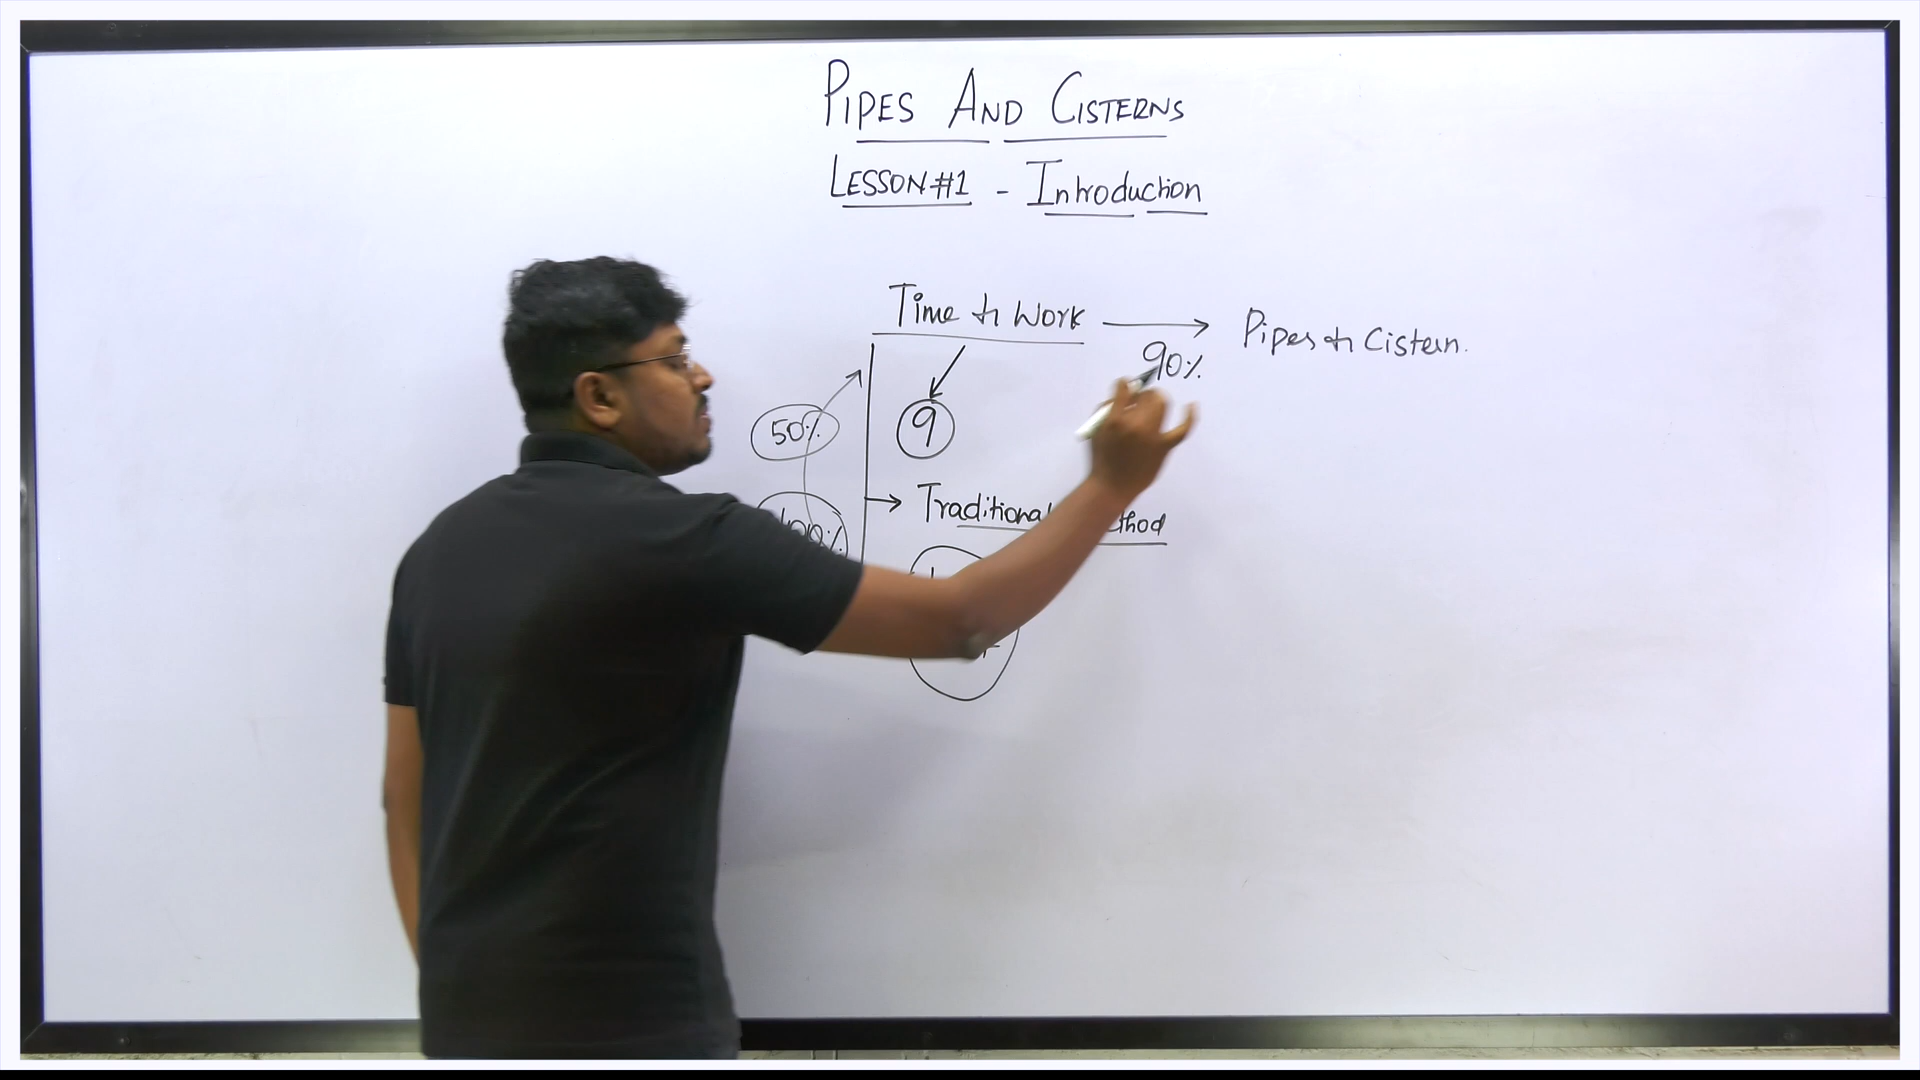 PIPES AND CISTERNS
LESSON #1 - Introduction
Time & Work → Pipes & Cistern.
90%
50% 9
→ Traditional